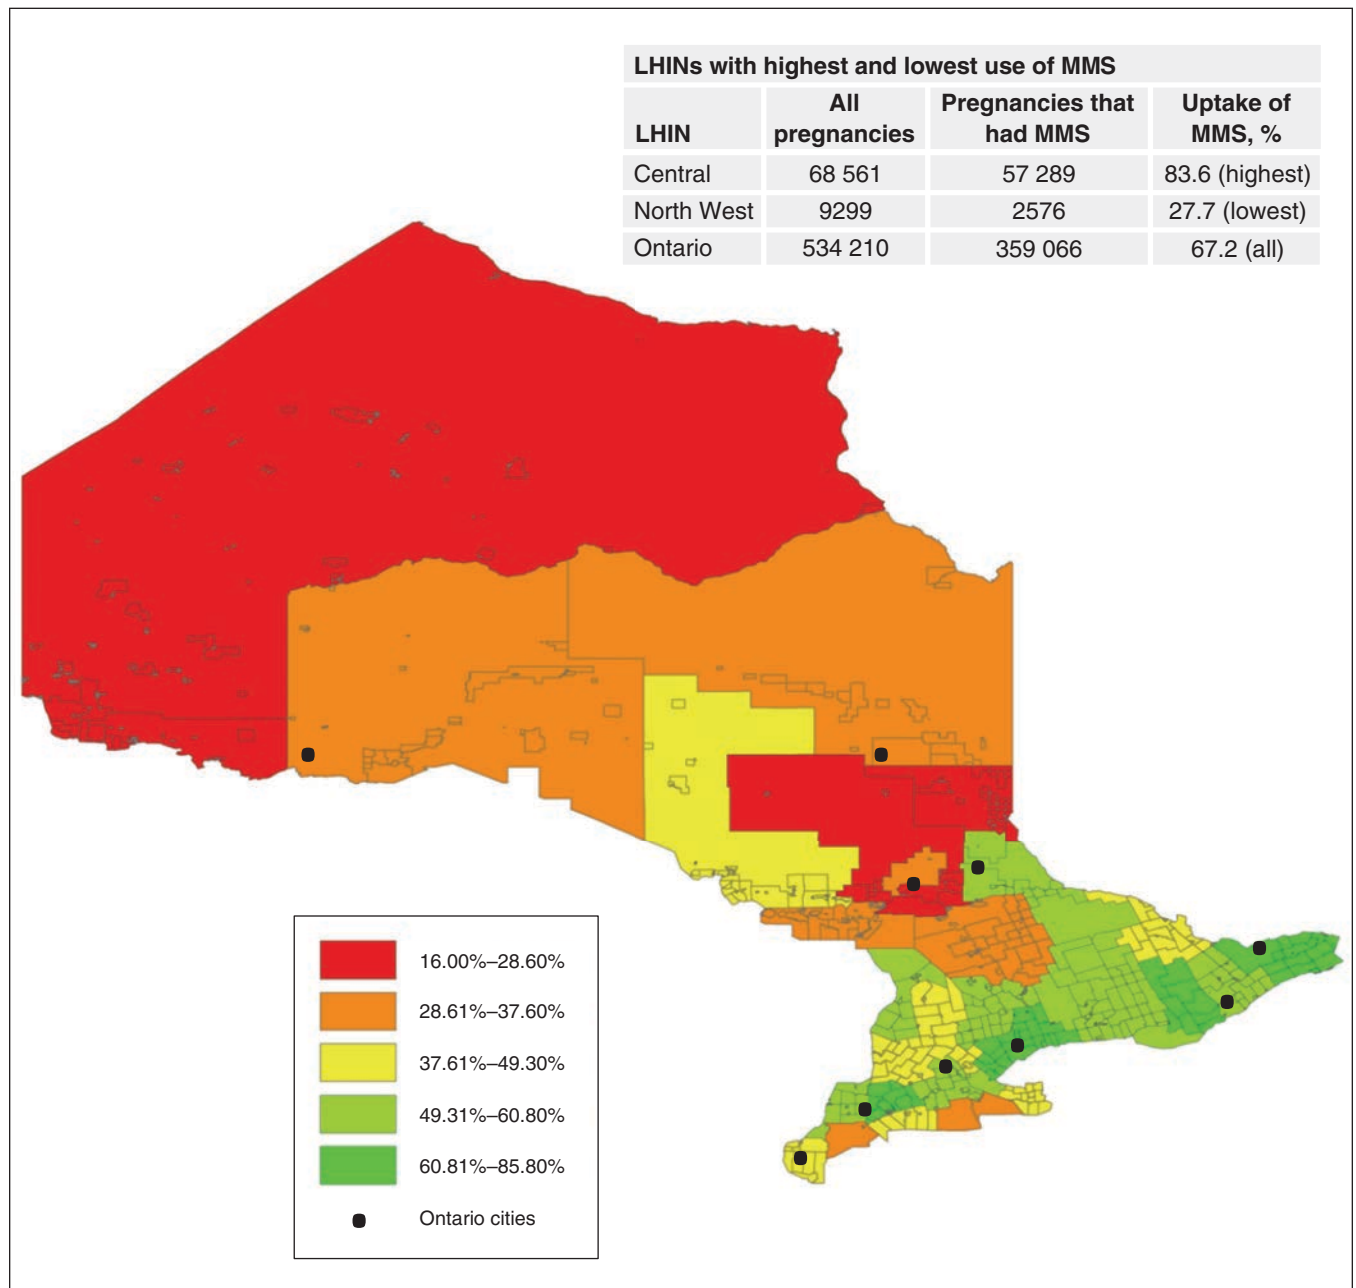 LHINs with highest and lowest use of MMS
LHIN All pregnancies Pregnancies that had MMS Uptake of MMS, %
Central 68 561 57 289 83.6 (highest)
North West 9299 2576 27.7 (lowest)
Ontario 534 210 359 066 67.2 (all)
16.00%–28.60%
28.61%–37.60%
37.61%–49.30%
49.31%–60.80%
60.81%–85.80%
Ontario cities